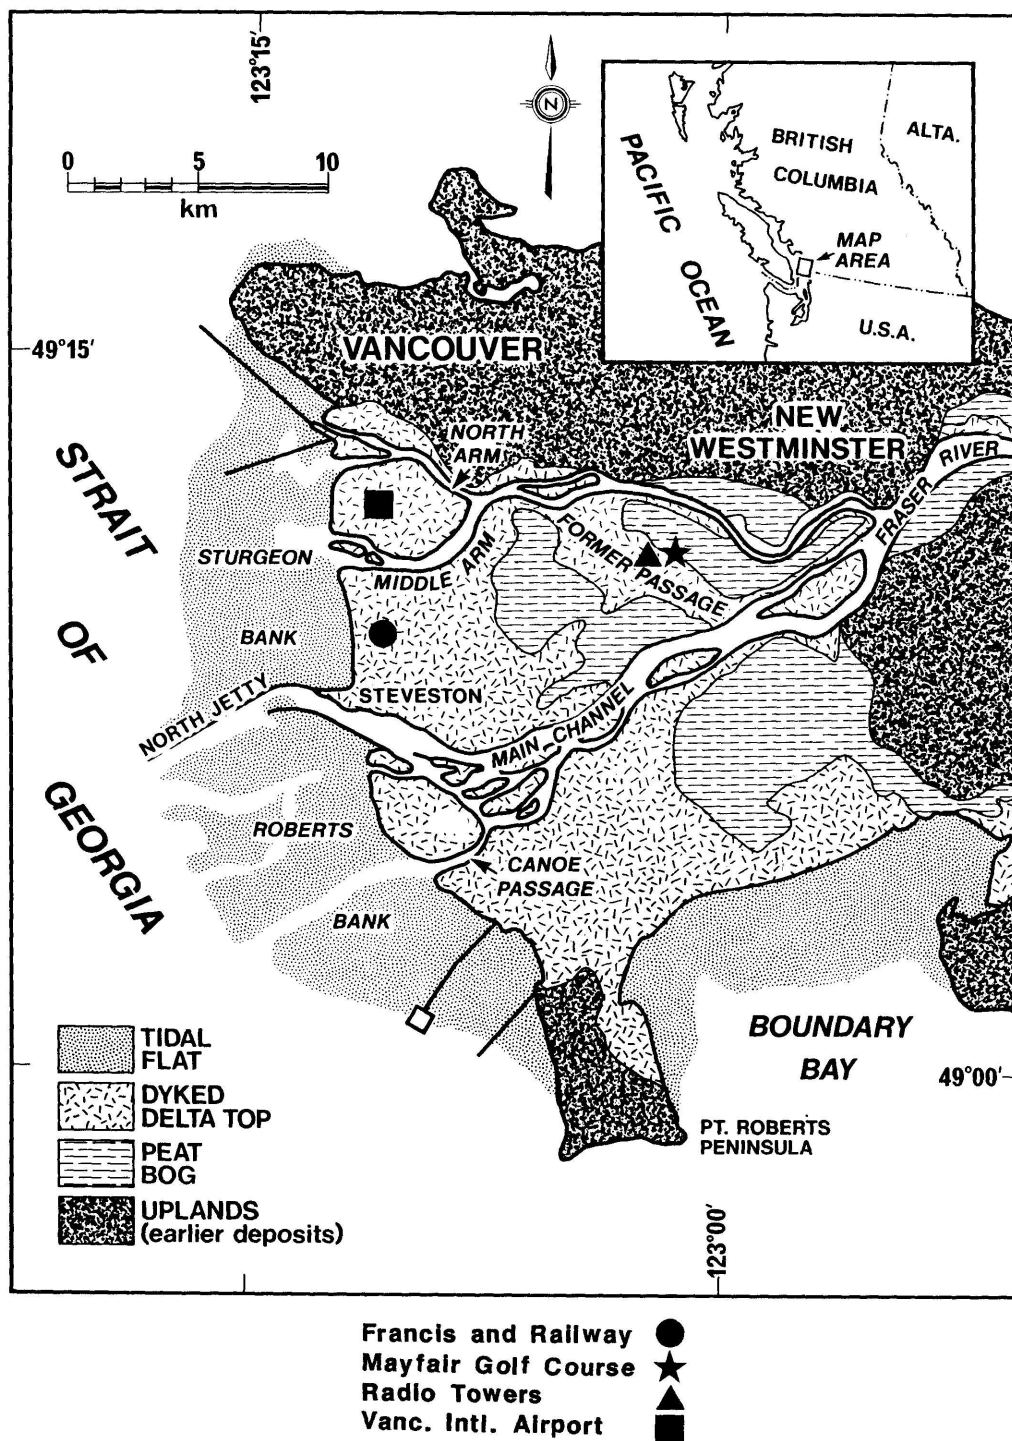 123°15'
0 5 10
km
N
PACIFIC
OCEAN
BRITISH
COLUMBIA
ALTA.
MAP
AREA
U.S.A.
49°15'
VANCOUVER
NEW
WESTMINSTER
NORTH
ARM
FRASER
RIVER
STRAIT
OF
GEORGIA
STURGEON
BANK
MIDDLE ARM
FORMER PASSAGE
STEVESTON
NORTH JETTY
MAIN CHANNEL
ROBERTS
BANK
CANOE
PASSAGE
BOUNDARY
BAY
49°00'
PT. ROBERTS
PENINSULA
123°00'
TIDAL
FLAT
DYKED
DELTA TOP
PEAT
BOG
UPLANDS
(earlier deposits)
Francis and Railway
Mayfair Golf Course
Radio Towers
Vanc. Intl. Airport